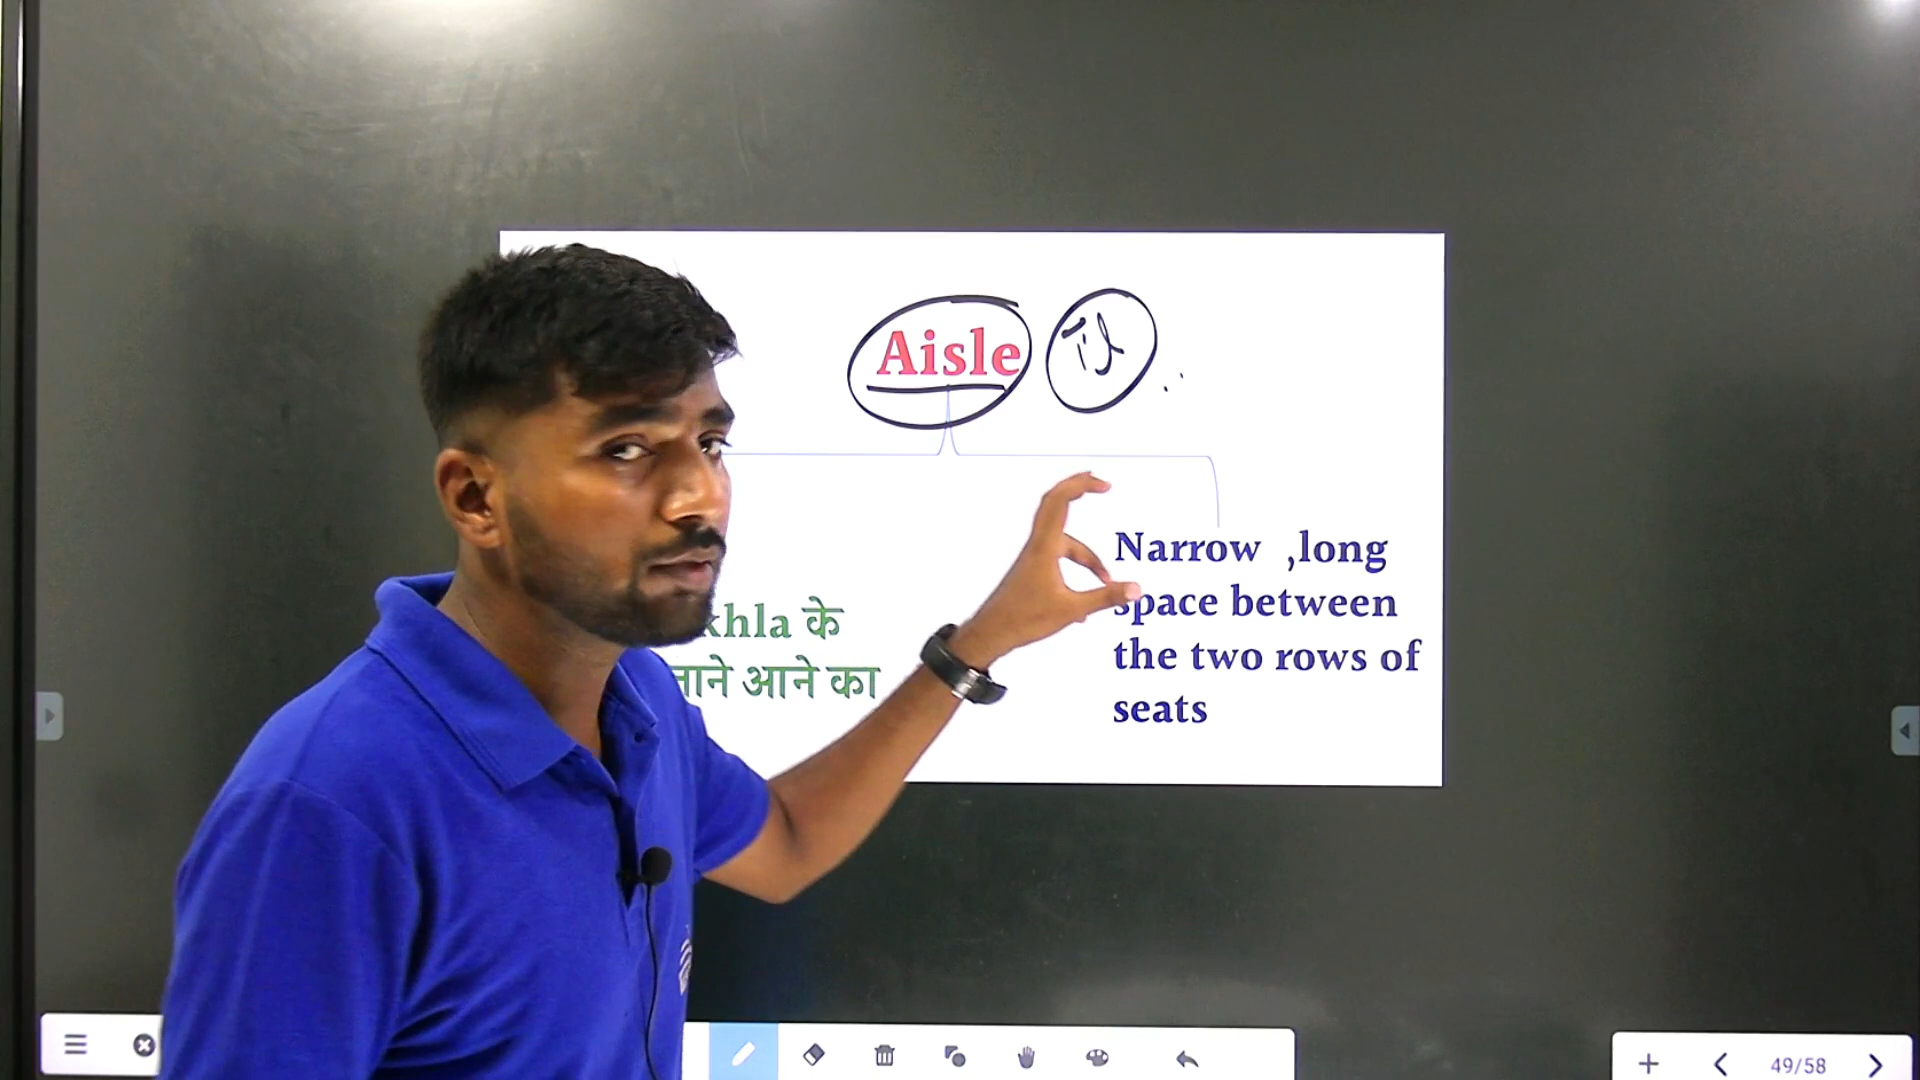 Aisle
Narrow ,long
space between
the two rows of
seats
khla के
जाने आने का
49/58